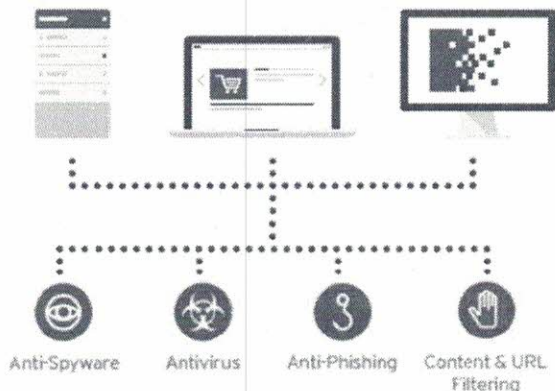 Anti-Spyware
Antivirus
Anti-Phishing
Content & URL
Filtering